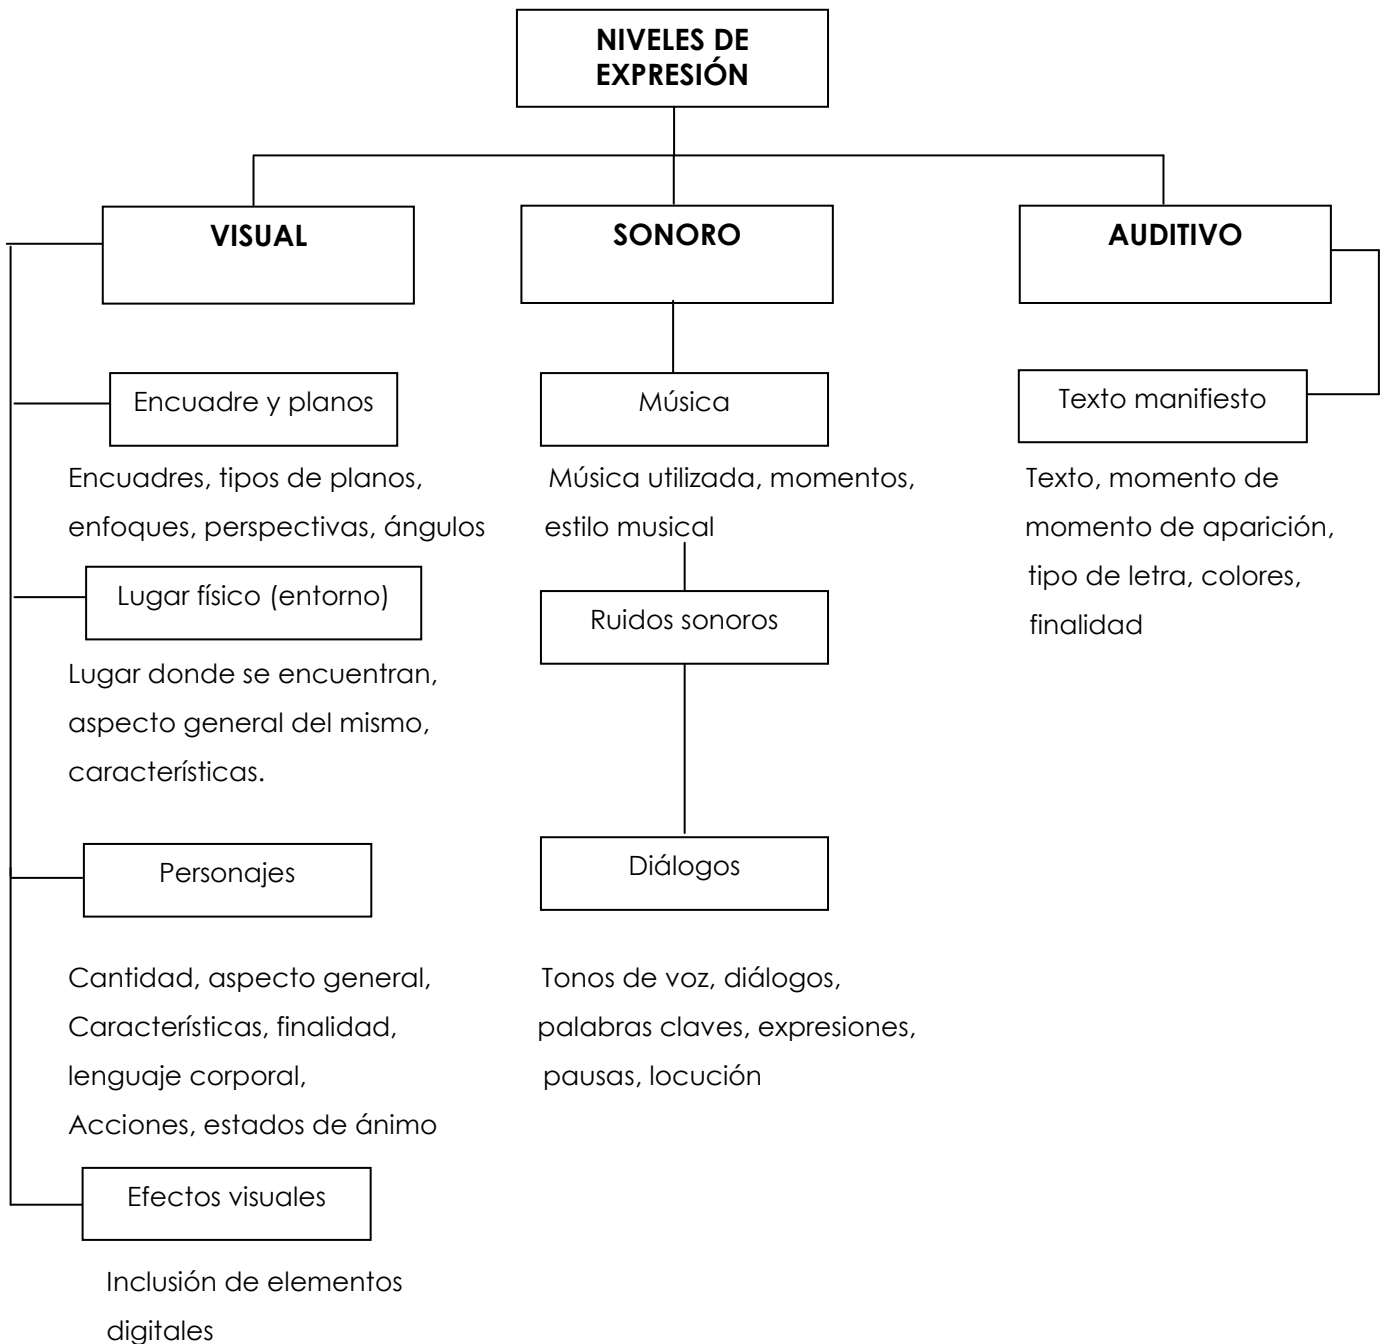 NIVELES DE
EXPRESIÓN
VISUAL
SONORO
AUDITIVO
Encuadre y planos
Encuadres, tipos de planos,
enfoques, perspectivas, ángulos
Lugar físico (entorno)
Lugar donde se encuentran,
aspecto general del mismo,
características.
Personajes
Cantidad, aspecto general,
Características, finalidad,
lenguaje corporal,
Acciones, estados de ánimo
Efectos visuales
Inclusión de elementos
digitales
Música
Música utilizada, momentos,
estilo musical
Ruidos sonoros
Diálogos
Tonos de voz, diálogos,
palabras claves, expresiones,
pausas, locución
Texto manifiesto
Texto, momento de
momento de aparición,
tipo de letra, colores,
finalidad